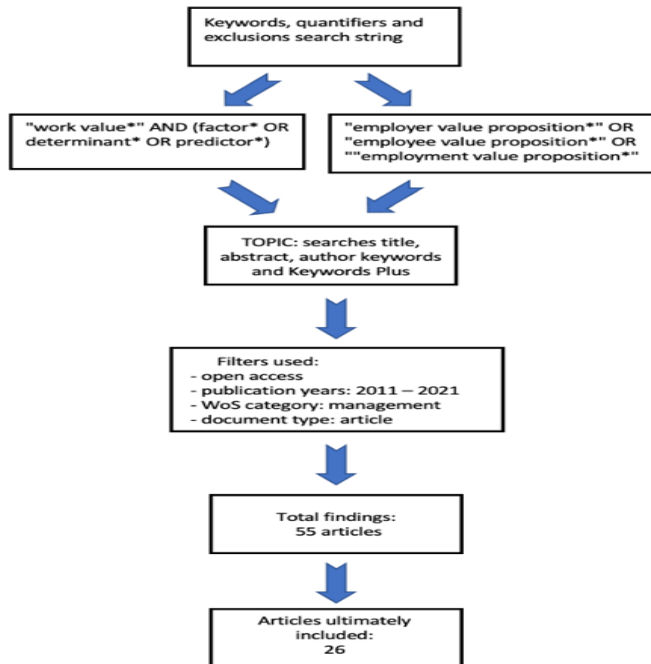 Keywords, quantifiers and
exclusions search string
"work value*" AND (factor* OR
determinant* OR predictor*)
"employer value proposition*" OR
"employee value proposition*" OR
""employment value proposition*"
TOPIC: searches title,
abstract, author keywords
and Keywords Plus
Filters used:
- open access
- publication years: 2011 – 2021
- WoS category: management
- document type: article
Total findings:
55 articles
Articles ultimately
included:
26